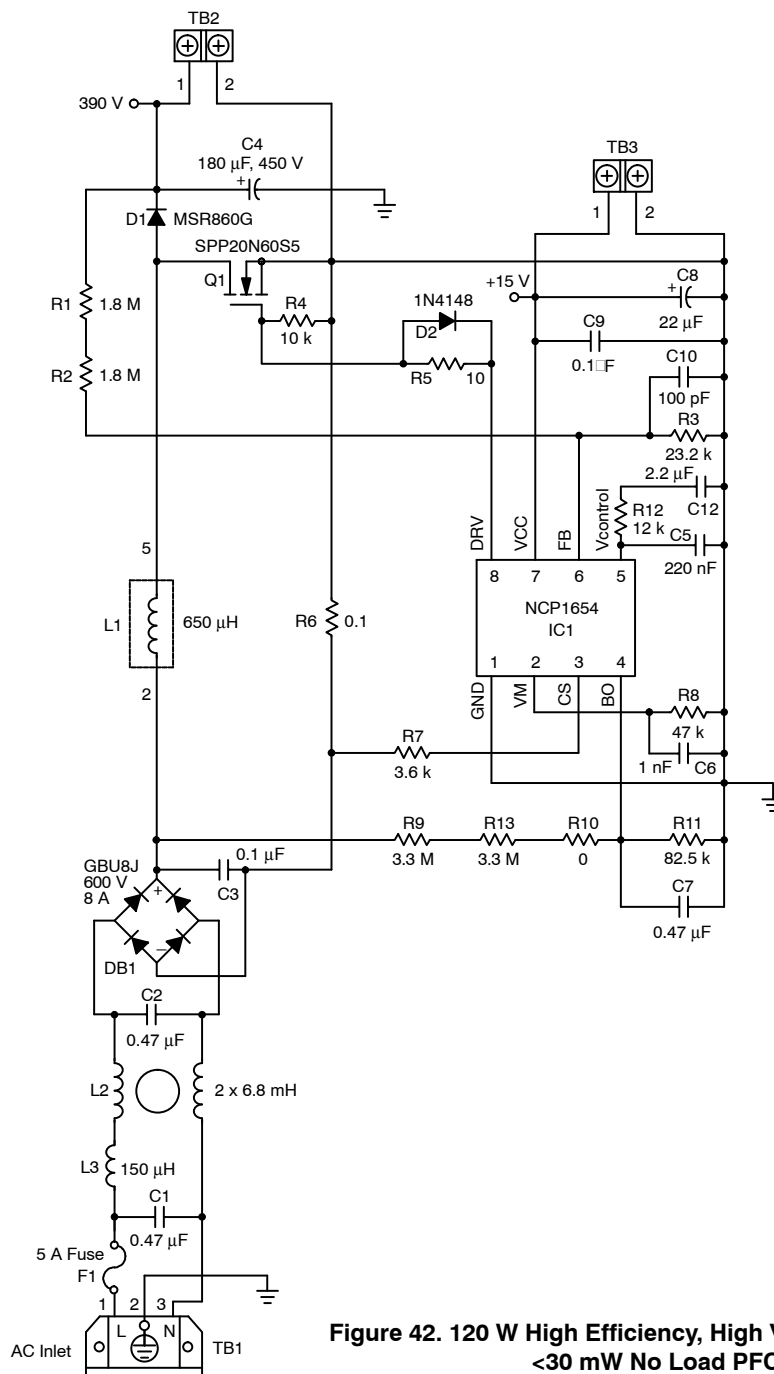 TB2
1 2
390 V
C4
180 µF, 450 V
+
TB3
1 2
D1 MSR860G
SPP20N60S5
Q1
R4
10 k
+15 V
C8
+
22 µF
1N4148
D2
C9
0.1□F
R1 1.8 M
R5 10
C10
100 pF
R2 1.8 M
R3
23.2 k
2.2 µF
C12
R12
12 k
C5
220 nF
DRV VCC FB Vcontrol
5
8 7 6 5
L1 650 µH
R6 0.1
NCP1654
IC1
1 2 3 4
2
GND VM CS BO
R8
47 k
R7
3.6 k
1 nF C6
R9 R13 R10 R11
3.3 M 3.3 M 0 82.5 k
0.1 µF
C3
GBU8J
600 V
8 A
+
C7
0.47 µF
–
DB1
C2
0.47 µF
L2 2 x 6.8 mH
L3 150 µH
C1
0.47 µF
5 A Fuse
F1
1 2 3
L N
AC Inlet TB1
Figure 42. 120 W High Efficiency, High
<30 mW No Load PFC